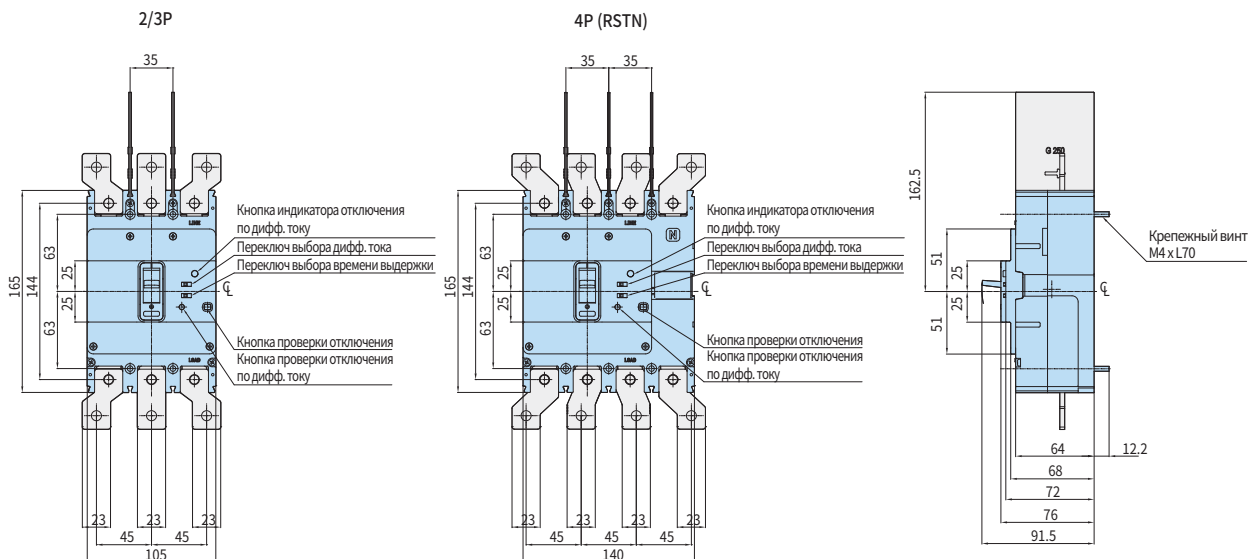 2/3P
35
165
144
63
25
25
63
LINE
Кнопка индикатора отключения
по дифф. току
Переключ выбора дифф. тока
Переключ выбора времени выдержки
℄
Кнопка проверки отключения
Кнопка проверки отключения
по дифф. току
LOAD
23
23
23
45
45
105
4P (RSTN)
35
35
165
144
63
25
25
63
LINE
N
Кнопка индикатора отключения
по дифф. току
Переключ выбора дифф. тока
Переключ выбора времени выдержки
℄
Кнопка проверки отключения
Кнопка проверки отключения
по дифф. току
LOAD
23
23
23
23
45
45
45
140
G 250
162.5
51
25
25
51
Крепежный винт
M4 x L70
℄
64
12.2
68
72
76
91.5